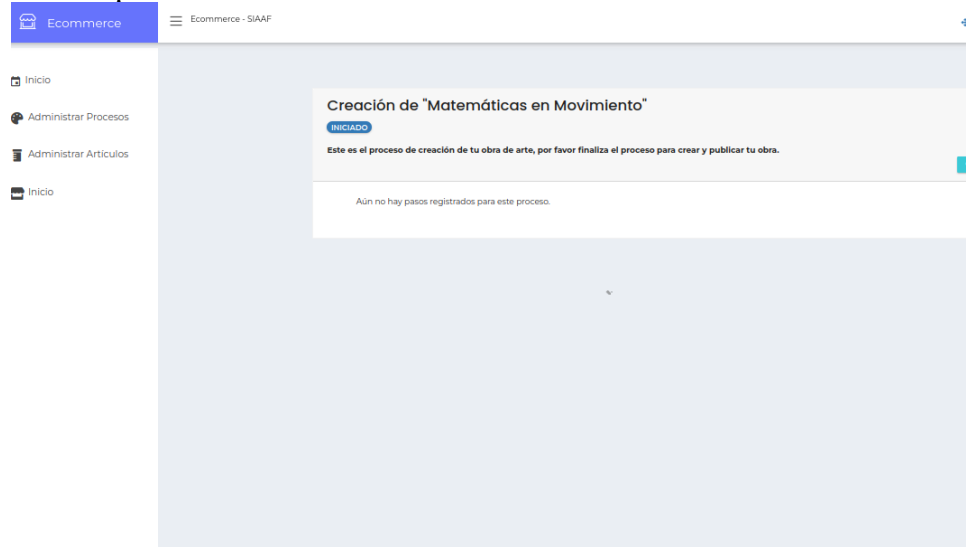 Ecommerce
Ecommerce - SIAAF
Inicio
Administrar Procesos
Administrar Artículos
Inicio
Creación de "Matemáticas en Movimiento"
INICIADO
Este es el proceso de creación de tu obra de arte, por favor finaliza el proceso para crear y publicar tu obra.
Aún no hay pasos registrados para este proceso.